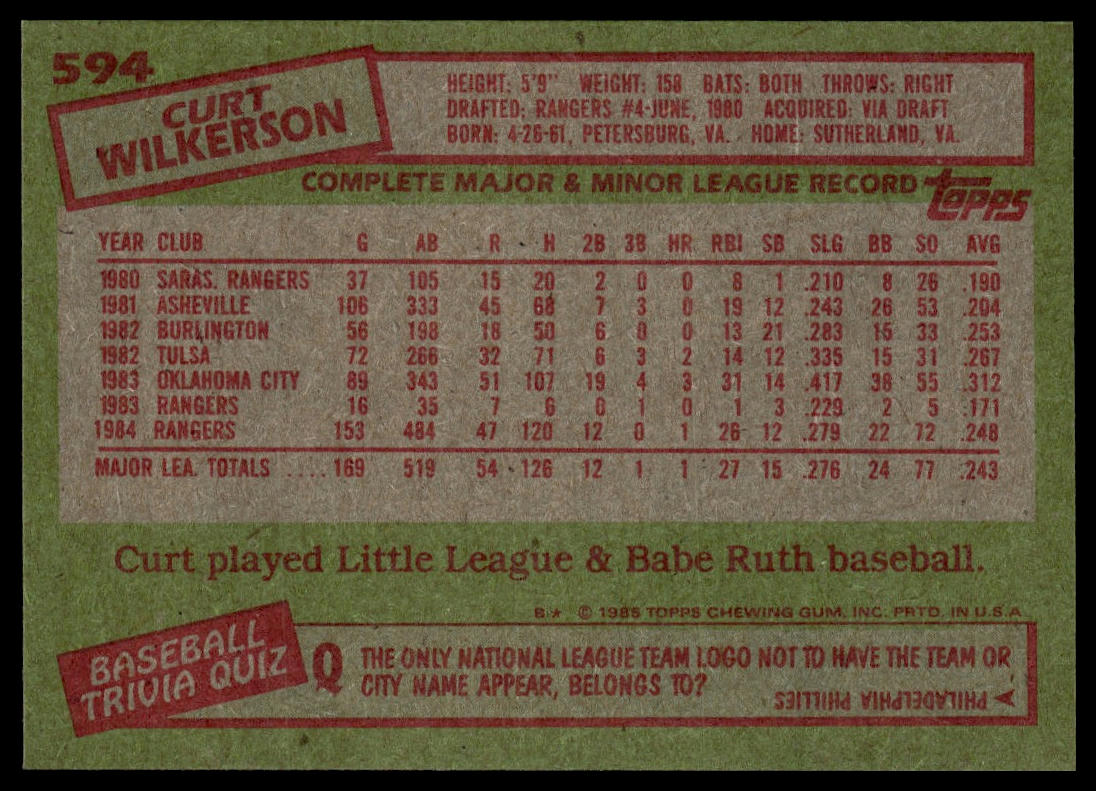 594
CURT
WILKERSON
HEIGHT: 5'9" WEIGHT: 158 BATS: BOTH THROWS: RIGHT
DRAFTED: RANGERS #4-JUNE, 1980 ACQUIRED: VIA DRAFT
BORN: 4-26-61, PETERSBURG, VA. HOME: SUTHERLAND, VA.
COMPLETE MAJOR & MINOR LEAGUE RECORD
topps
YEAR CLUB G AB R H 2B 3B HR RBI SB SLG BB SO AVG
1980 SARAS. RANGERS 37 105 15 20 2 0 0 8 1 .210 8 26 .190
1981 ASHEVILLE 106 333 45 68 7 3 0 19 12 .243 26 53 .204
1982 BURLINGTON 56 198 18 50 6 0 0 13 21 .283 15 33 .253
1982 TULSA 72 266 32 71 6 3 2 14 12 .335 15 31 .267
1983 OKLAHOMA CITY 89 343 51 107 19 4 3 31 14 .417 38 55 .312
1983 RANGERS 16 35 7 6 0 1 0 1 3 .229 2 5 .171
1984 RANGERS 153 484 47 120 12 0 1 26 12 .279 22 72 .248
MAJOR LEA. TOTALS .... 169 519 54 126 12 1 1 27 15 .276 24 77 .243
Curt played Little League & Babe Ruth baseball.
B★ © 1985 TOPPS CHEWING GUM, INC. PRTD. IN U.S.A.
BASEBALL
TRIVIA QUIZ
Q THE ONLY NATIONAL LEAGUE TEAM LOGO NOT TO HAVE THE TEAM OR
CITY NAME APPEAR, BELONGS TO?
A PHILADELPHIA PHILLIES